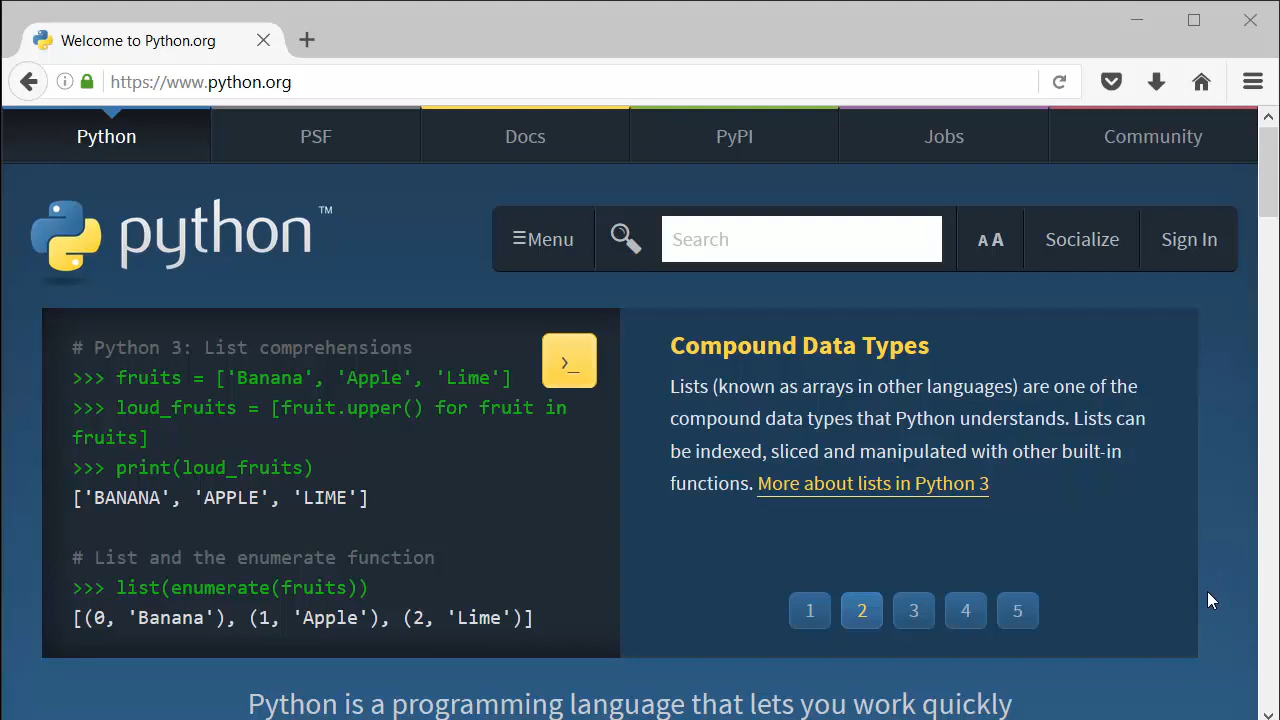 Welcome to Python.org
https://www.python.org
Python PSF Docs PyPI Jobs Community
python™
☰Menu Search A A Socialize Sign In
# Python 3: List comprehensions
>>> fruits = ['Banana', 'Apple', 'Lime']
>>> loud_fruits = [fruit.upper() for fruit in
fruits]
>>> print(loud_fruits)
['BANANA', 'APPLE', 'LIME']
# List and the enumerate function
>>> list(enumerate(fruits))
[(0, 'Banana'), (1, 'Apple'), (2, 'Lime')]
>_
Compound Data Types
Lists (known as arrays in other languages) are one of the
compound data types that Python understands. Lists can
be indexed, sliced and manipulated with other built-in
functions. More about lists in Python 3
1 2 3 4 5
Python is a programming language that lets you work quickly